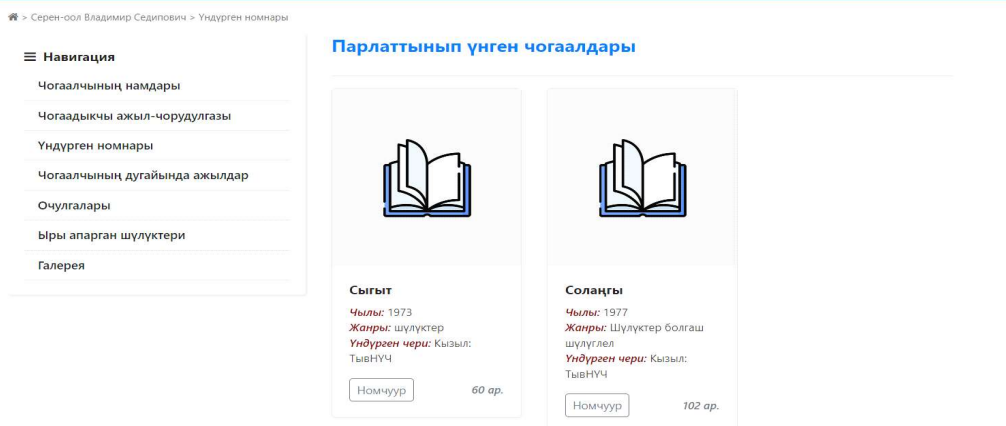 > Серен-оол Владимир Седипович > Үндүрген номнары
Навигация
Чогаалчының намдары
Чогаадыкчы ажыл-чорудулгазы
Үндүрген номнары
Чогаалчының дугайында ажылдар
Очулгалары
Ыры апарган шүлүктери
Галерея
Парлаттынып үнген чогаалдары
Сыгыт
Чылы: 1973
Жанры: шүлүктер
Үндүрген чери: Кызыл:
ТывНҮЧ
Номчуур
60 ар.
Солаңгы
Чылы: 1977
Жанры: Шүлүктер болгаш
шүлүглел
Үндүрген чери: Кызыл:
ТывНҮЧ
Номчуур
102 ар.